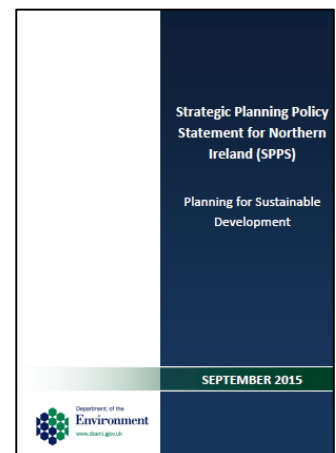 Strategic Planning Policy
Statement for Northern
Ireland (SPPS)
Planning for Sustainable
Development
SEPTEMBER 2015
Department of the
Environment
www.doeni.gov.uk